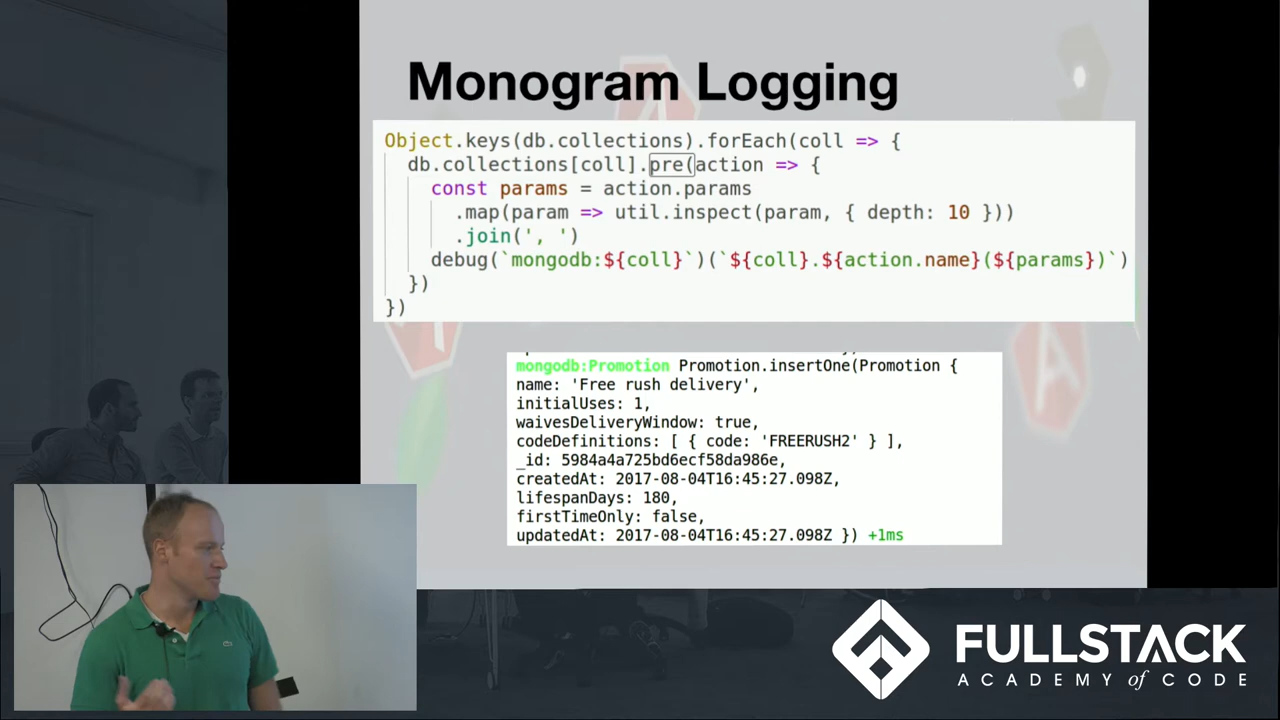 Monogram Logging
Object.keys(db.collections).forEach(coll => {
db.collections[coll].pre(action => {
const params = action.params
.map(param => util.inspect(param, { depth: 10 }))
.join(', ')
debug(`mongodb:${coll}`)(`${coll}.${action.name}(${params})`)
})
})
mongodb:Promotion Promotion.insertOne(Promotion {
name: 'Free rush delivery',
initialUses: 1,
waivesDeliveryWindow: true,
codeDefinitions: [ { code: 'FREERUSH2' } ],
_id: 5984a4a725bd6ecf58da986e,
createdAt: 2017-08-04T16:45:27.098Z,
lifespanDays: 180,
firstTimeOnly: false,
updatedAt: 2017-08-04T16:45:27.098Z }) +1ms
FULLSTACK
ACADEMY of CODE